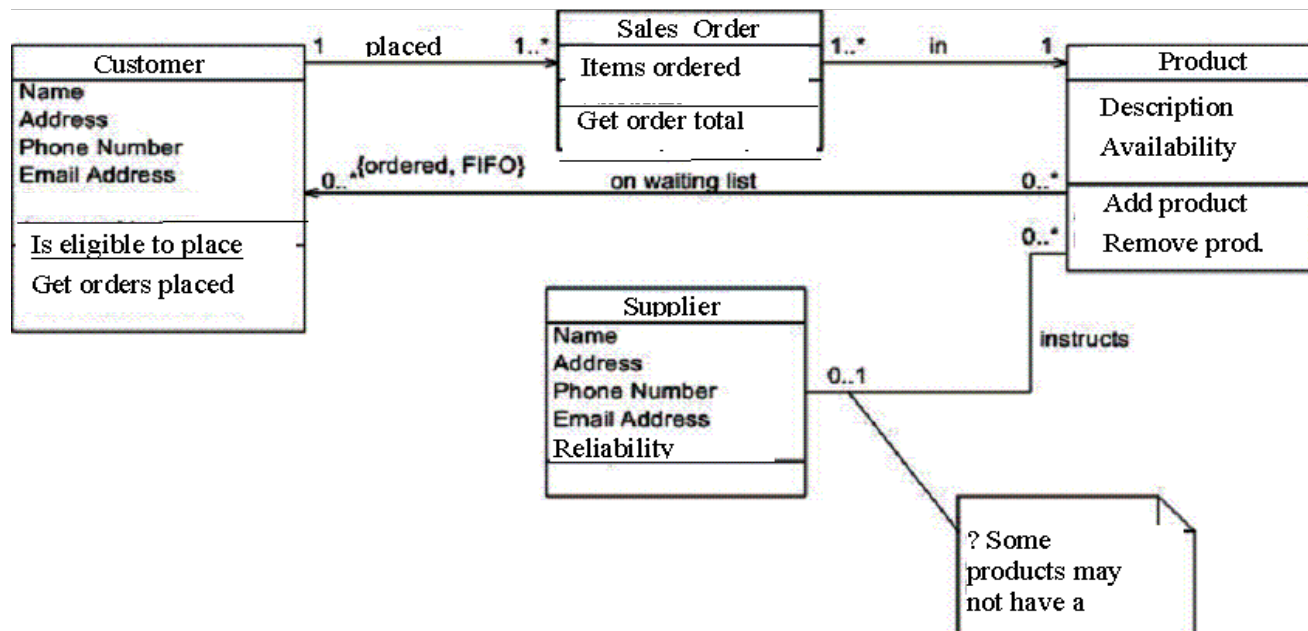 Customer
Name
Address
Phone Number
Email Address
Is eligible to place
Get orders placed
1 placed 1..*
Sales Order
Items ordered
Get order total
1..* in 1
Product
Description
Availability
Add product
Remove prod.
0..* {ordered, FIFO} on waiting list 0..*
0..*
instructs
0..1
Supplier
Name
Address
Phone Number
Email Address
Reliability
? Some
products may
not have a